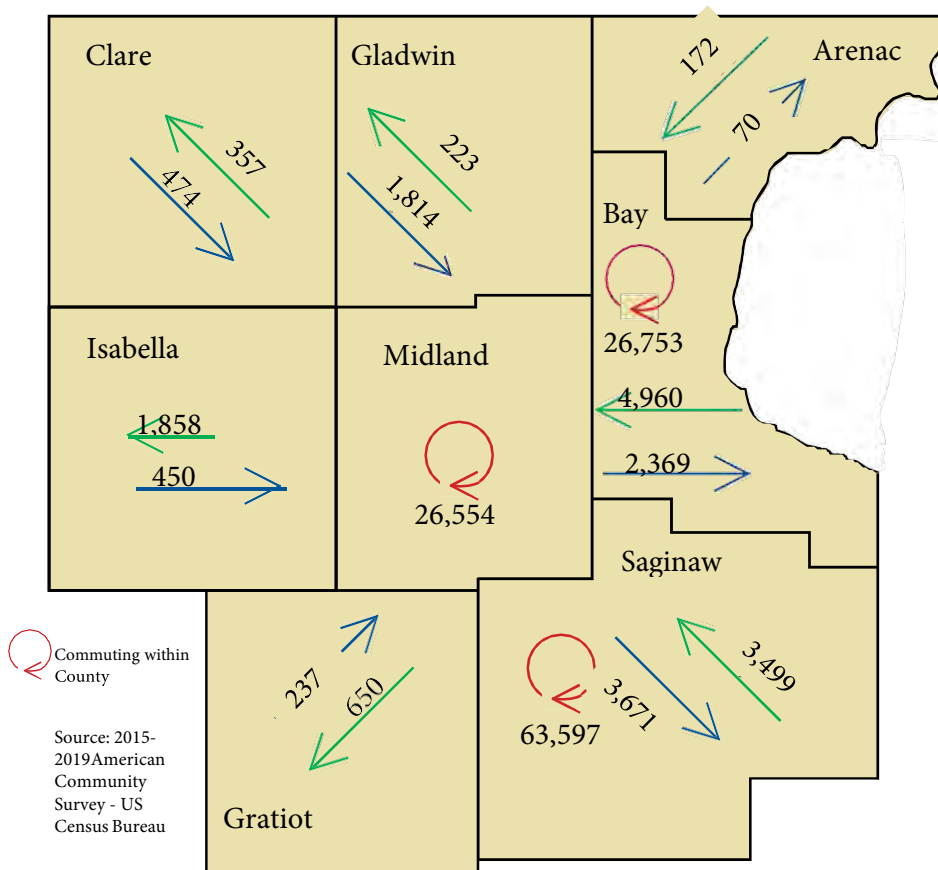 Clare
Gladwin
Arenac
172
70
357
474
223
1,814
Bay
26,753
4,960
2,369
Isabella
1,858
450
Midland
26,554
Saginaw
3,499
3,671
63,597
237
650
Gratiot
Commuting within
County
Source: 2015-
2019American
Community
Survey - US
Census Bureau